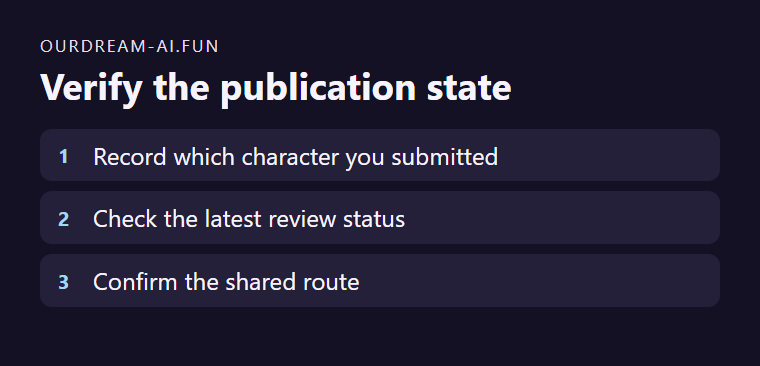 OURDREAM-AI.FUN
Verify the publication state
1 Record which character you submitted
2 Check the latest review status
3 Confirm the shared route